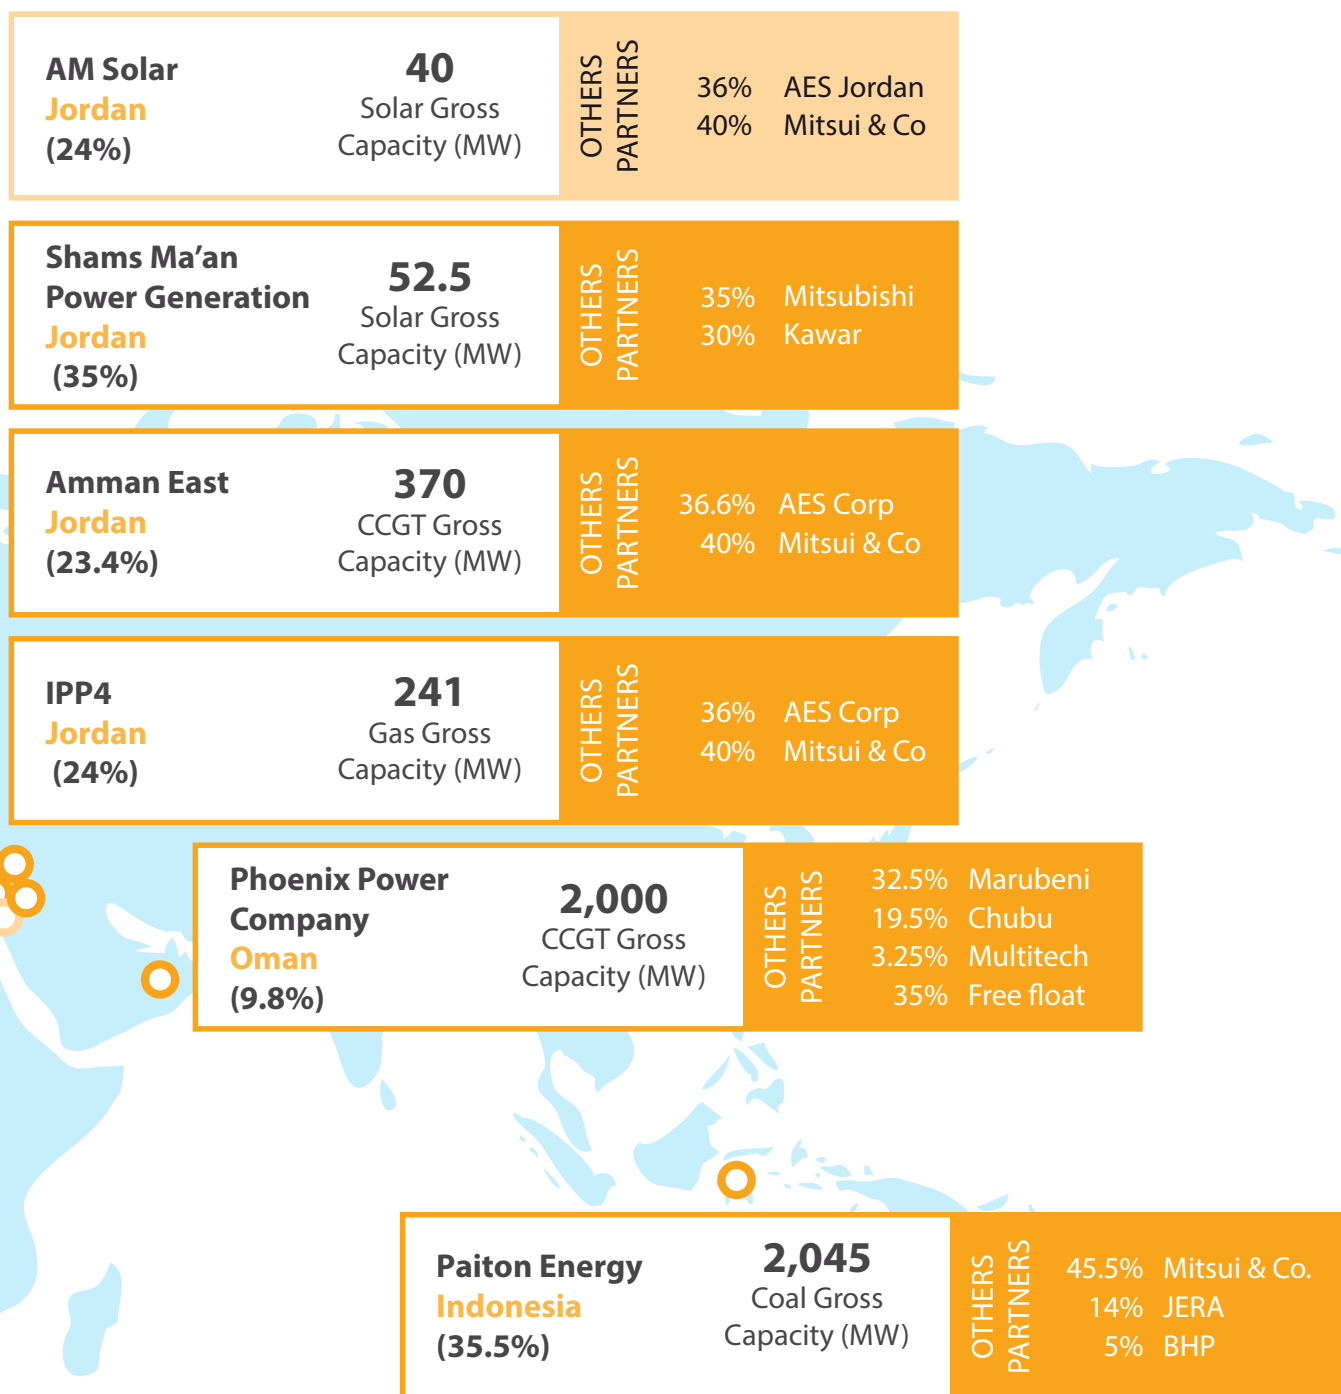 AM Solar
Jordan
(24%)
40
Solar Gross
Capacity (MW)
OTHERS
PARTNERS
36% AES Jordan
40% Mitsui & Co
Shams Ma’an
Power Generation
Jordan
(35%)
52.5
Solar Gross
Capacity (MW)
OTHERS
PARTNERS
35% Mitsubishi
30% Kawar
Amman East
Jordan
(23.4%)
370
CCGT Gross
Capacity (MW)
OTHERS
PARTNERS
36.6% AES Corp
40% Mitsui & Co
IPP4
Jordan
(24%)
241
Gas Gross
Capacity (MW)
OTHERS
PARTNERS
36% AES Corp
40% Mitsui & Co
Phoenix Power
Company
Oman
(9.8%)
2,000
CCGT Gross
Capacity (MW)
OTHERS
PARTNERS
32.5% Marubeni
19.5% Chubu
3.25% Multitech
35% Free float
Paiton Energy
Indonesia
(35.5%)
2,045
Coal Gross
Capacity (MW)
OTHERS
PARTNERS
45.5% Mitsui & Co.
14% JERA
5% BHP